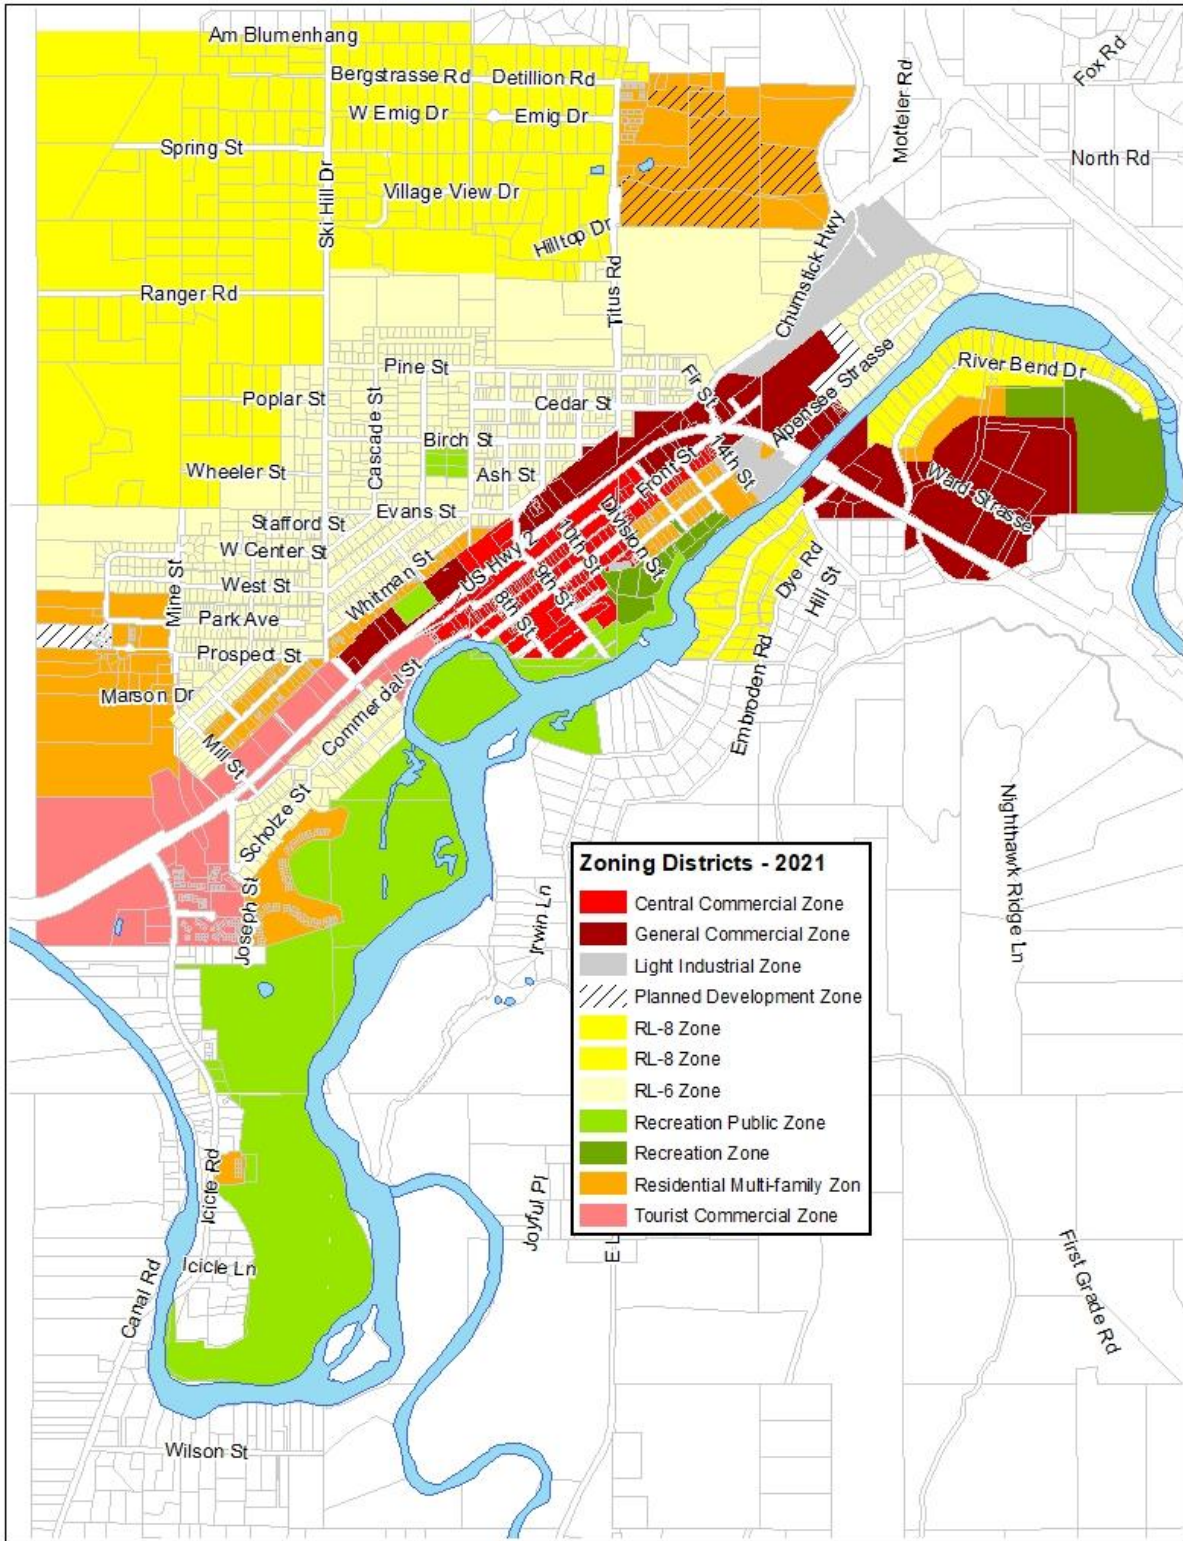 Am Blumenhang
Bergstrasse Rd
Detillion Rd
Fox Rd
Motteler Rd
W Emig Dr
Emig Dr
Spring St
North Rd
Ski Hill Dr
Village View Dr
Hilltop Dr
Chumstick Hwy
Titus Rd
Ranger Rd
Pine St
Fir St
Alpensee Strasse
River Bend Dr
Poplar St
Cascade St
Cedar St
Birch St
14th St
Front St
Wheeler St
Ash St
Ward Strasse
Evans St
Division St
Stafford St
10th St
US Hwy 2
W Center St
9th St
Whitman St
Mine St
West St
8th St
Dye Rd
Hill St
Park Ave
Prospect St
Embroden Rd
Marson Dr
Commercial St
Mill St
Scholze St
Nighthawk Ridge Ln
Joseph St
Irwin Ln
Zoning Districts - 2021
Central Commercial Zone
General Commercial Zone
Light Industrial Zone
Planned Development Zone
RL-8 Zone
RL-8 Zone
RL-6 Zone
Recreation Public Zone
Recreation Zone
Residential Multi-family Zon
Tourist Commercial Zone
Icicle Rd
Joyful Pl
E L
Icicle Ln
Canal Rd
First Grade Rd
Wilson St